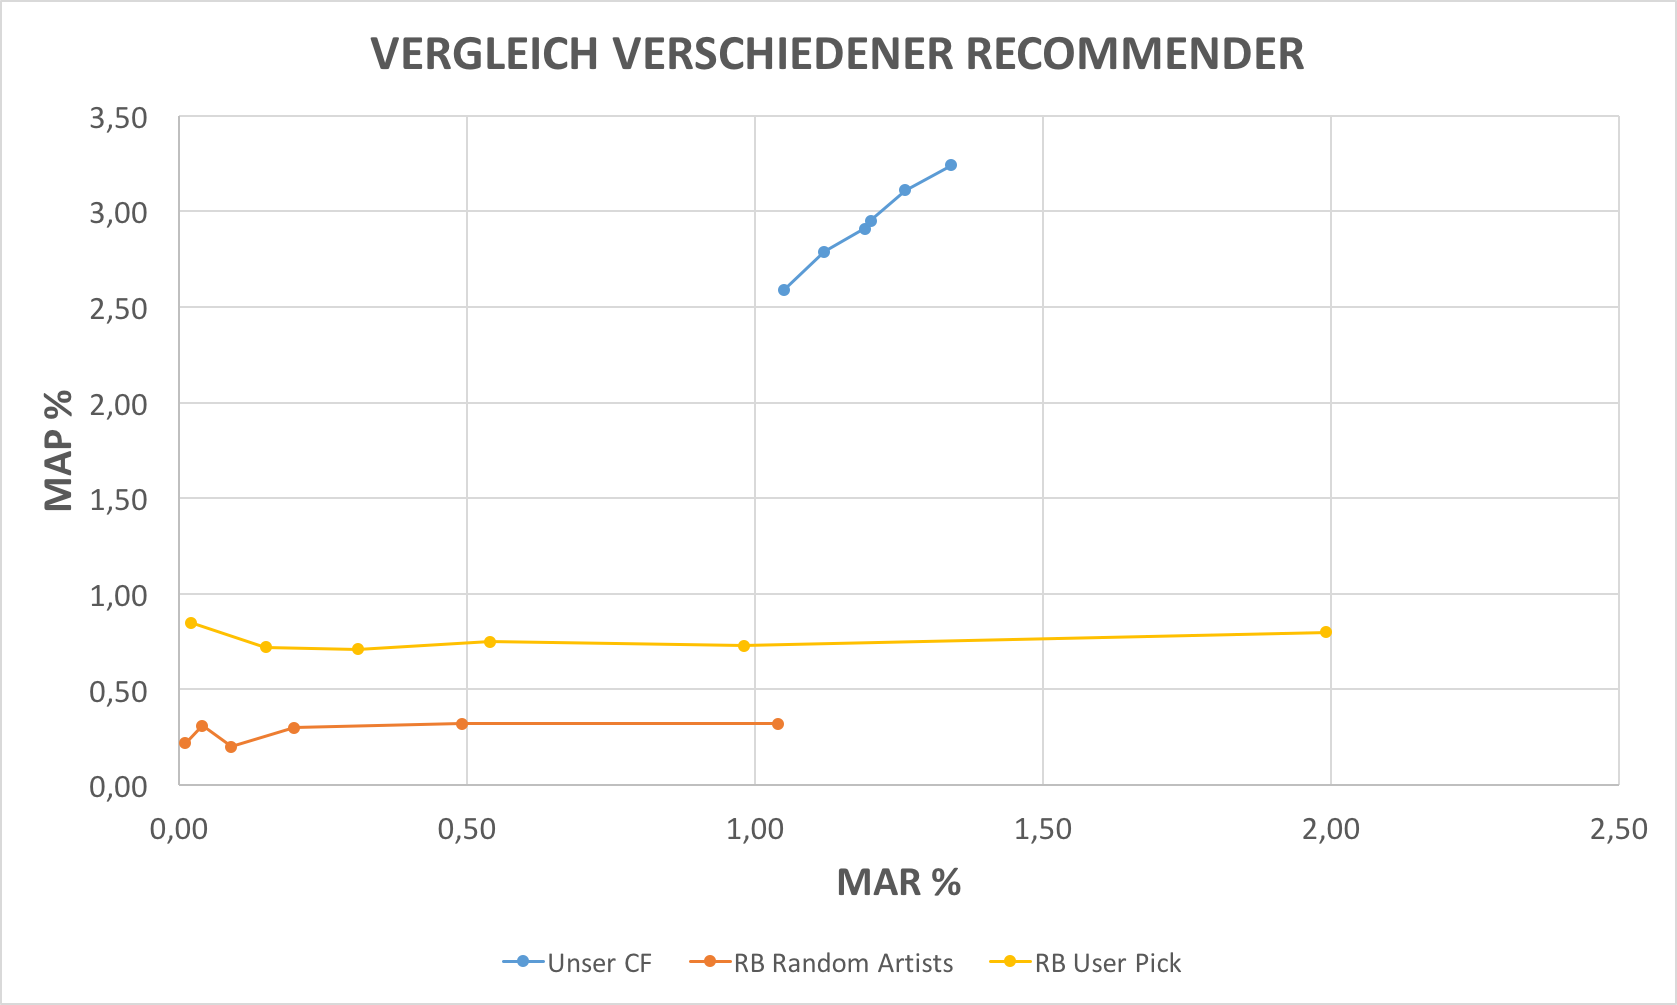 VERGLEICH VERSCHIEDENER RECOMMENDER
3,50
3,00
2,50
2,00
1,50
1,00
0,50
0,00
MAP %
0,00 0,50 1,00 1,50 2,00 2,50
MAR %
Unser CF RB Random Artists RB User Pick